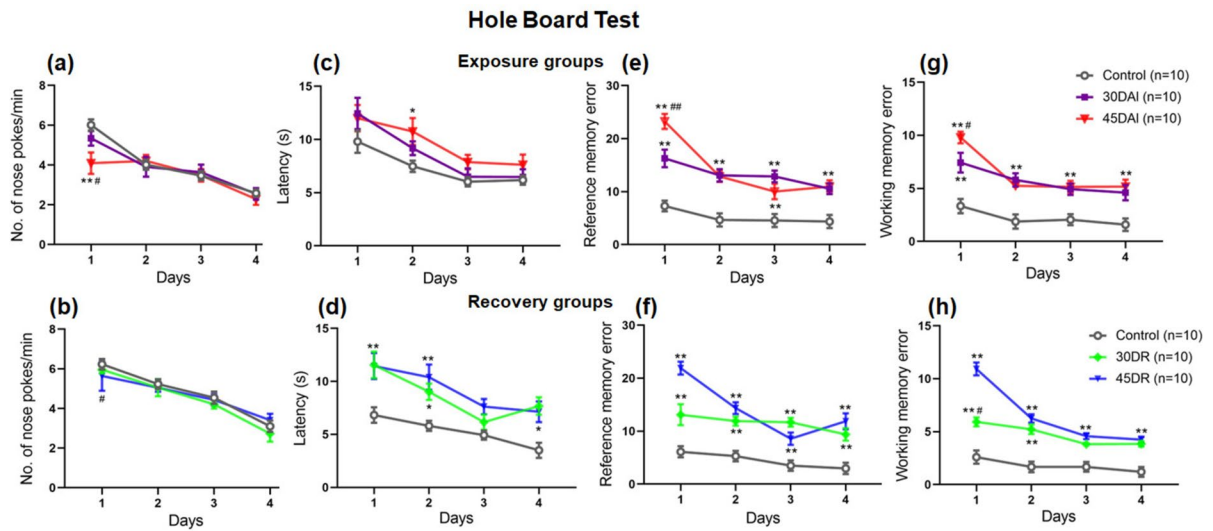 Hole Board Test
Exposure groups
(a)
No. of nose pokes/min
8
6
4
2
0
** #
1 2 3 4
Days
(c)
Latency (s)
15
10
5
0
*
1 2 3 4
Days
(e)
Reference memory error
30
20
10
0
** ##
**
**
**
**
**
1 2 3 4
Days
(g)
Working memory error
15
10
5
0
** #
**
**
**
**
1 2 3 4
Days
Control (n=10)
30DAI (n=10)
45DAI (n=10)
Recovery groups
(b)
No. of nose pokes/min
8
6
4
2
0
#
1 2 3 4
Days
(d)
Latency (s)
15
10
5
0
**
**
*
*
1 2 3 4
Days
(f)
Reference memory error
30
20
10
0
**
**
**
**
**
**
**
**
1 2 3 4
Days
(h)
Working memory error
15
10
5
0
**
** #
**
**
**
**
1 2 3 4
Days
Control (n=10)
30DR (n=10)
45DR (n=10)